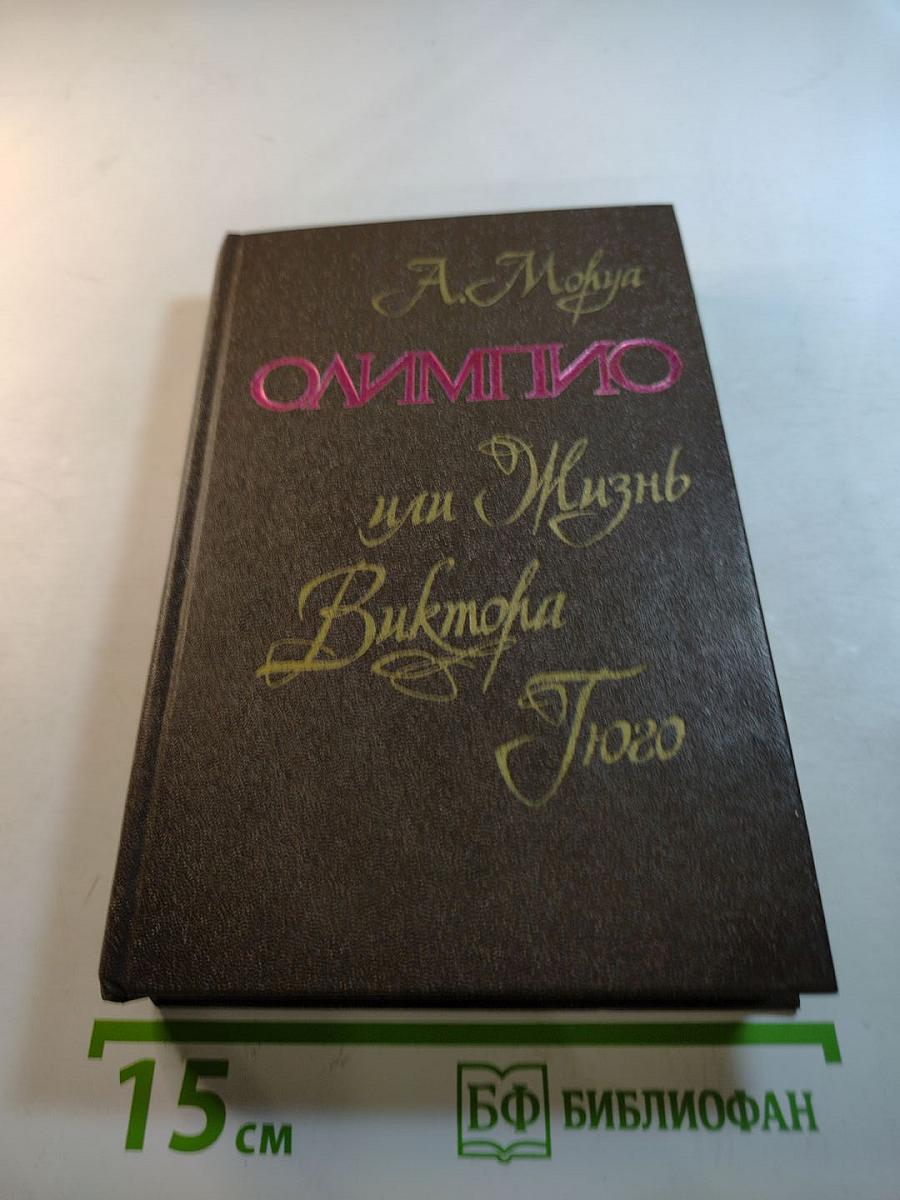 А. Моруа
ОЛИМПИО
или Жизнь
Виктора
Гюго
15 см
БФ БИБЛИОФАН